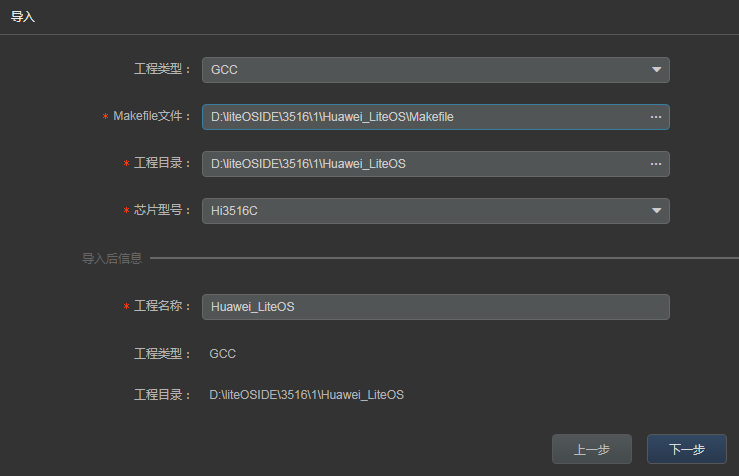 导入
工程类型： GCC
* Makefile文件： D:\liteOSIDE\3516\1\Huawei_LiteOS\Makefile ...
* 工程目录： D:\liteOSIDE\3516\1\Huawei_LiteOS ...
* 芯片型号： Hi3516C
导入后信息
* 工程名称： Huawei_LiteOS
工程类型： GCC
工程目录： D:\liteOSIDE\3516\1\Huawei_LiteOS
上一步 下一步